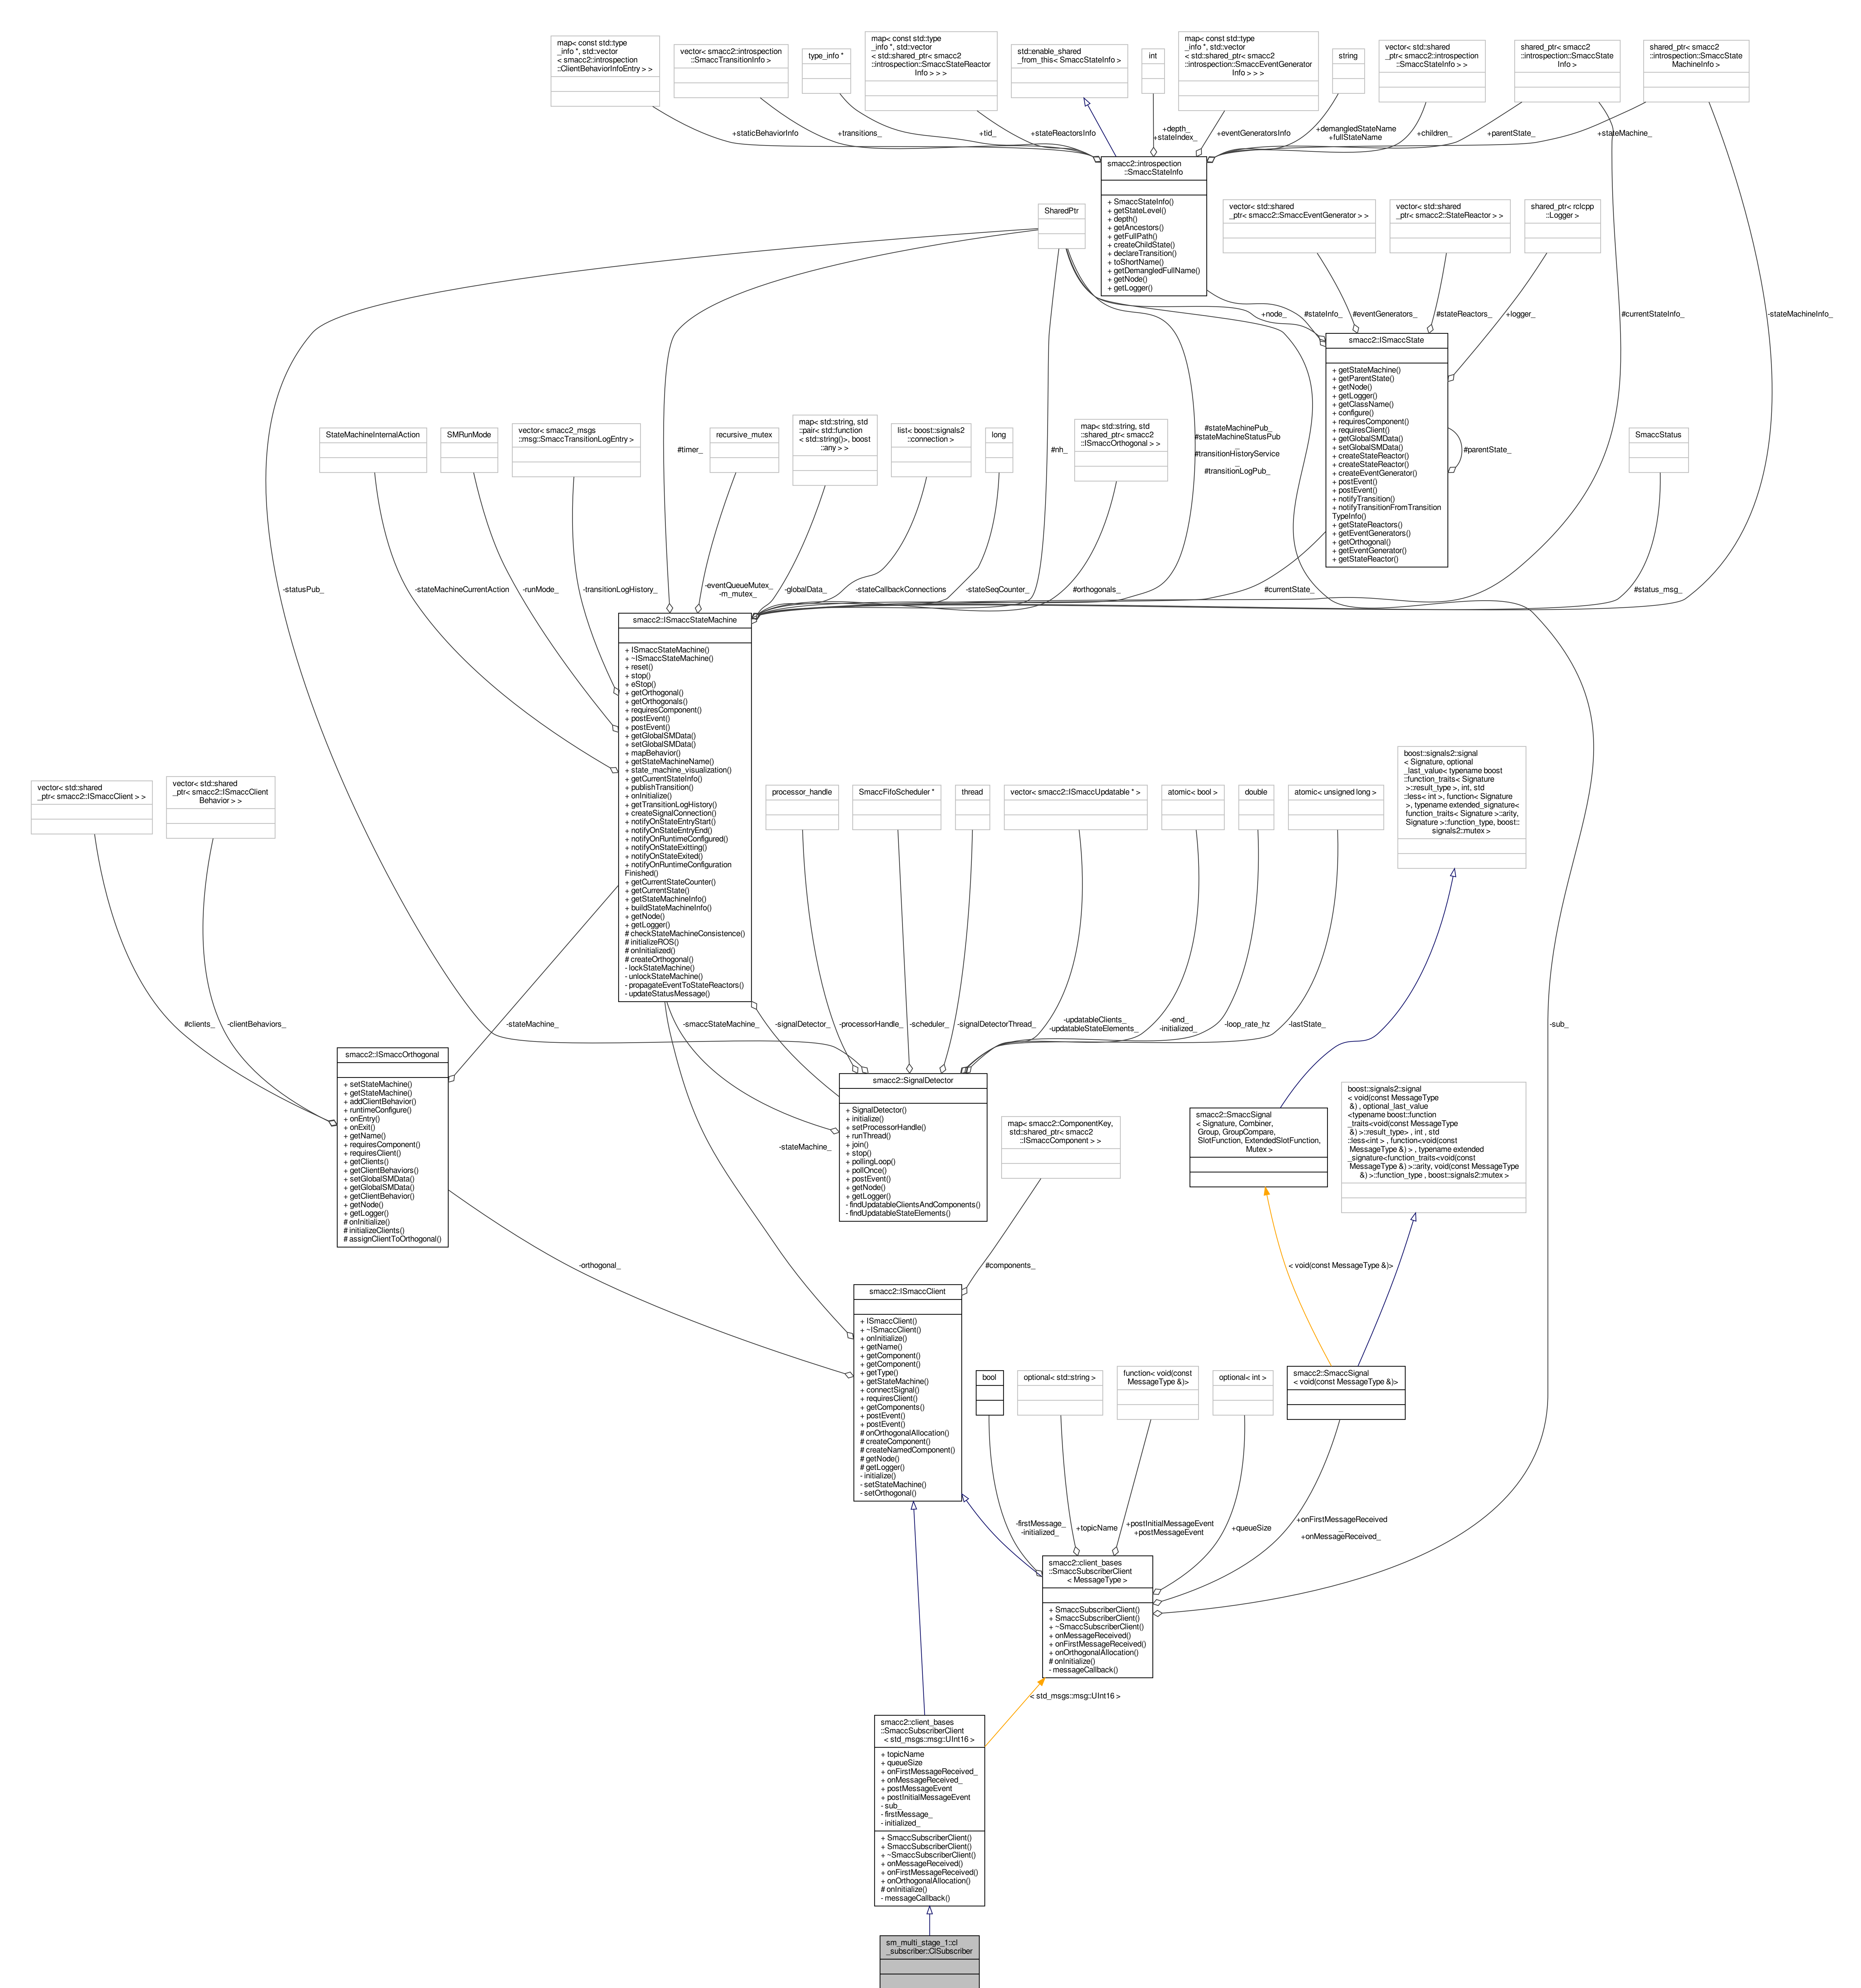 map< const std::type
_info *, std::vector
< smacc2::introspection
::ClientBehaviorInfoEntry > >
vector< smacc2::introspection
::SmaccTransitionInfo >
type_info *
map< const std::type
_info *, std::vector
< std::shared_ptr< smacc2
::introspection::SmaccStateReactor
Info > > >
std::enable_shared
_from_this< SmaccStateInfo >
int
map< const std::type
_info *, std::vector
< std::shared_ptr< smacc2
::introspection::SmaccEventGenerator
Info > > >
string
vector< std::shared
_ptr< smacc2::introspection
::SmaccStateInfo > >
shared_ptr< smacc2
::introspection::SmaccState
Info >
shared_ptr< smacc2
::introspection::SmaccState
MachineInfo >
+staticBehaviorInfo
+transitions_
+tid_
+stateReactorsInfo
+depth_
+stateIndex_
+eventGeneratorsInfo
+demangledStateName
+fullStateName
+children_
+parentState_
+stateMachine_
smacc2::introspection
::SmaccStateInfo
+ SmaccStateInfo()
+ getStateLevel()
+ depth()
+ getAncestors()
+ getFullPath()
+ createChildState()
+ declareTransition()
+ toShortName()
+ getDemangledFullName()
+ getNode()
+ getLogger()
SharedPtr
vector< std::shared
_ptr< smacc2::SmaccEventGenerator > >
vector< std::shared
_ptr< smacc2::StateReactor > >
shared_ptr< rclcpp
::Logger >
+node_
#stateInfo_
#eventGenerators_
#stateReactors_
+logger_
#currentStateInfo_
-stateMachineInfo_
smacc2::ISmaccState
+ getStateMachine()
+ getParentState()
+ getNode()
+ getLogger()
+ getClassName()
+ configure()
+ requiresComponent()
+ requiresClient()
+ getGlobalSMData()
+ setGlobalSMData()
+ createStateReactor()
+ createStateReactor()
+ createEventGenerator()
+ postEvent()
+ postEvent()
+ notifyTransition()
+ notifyTransitionFromTransition
TypeInfo()
+ getStateReactors()
+ getEventGenerators()
+ getOrthogonal()
+ getEventGenerator()
+ getStateReactor()
#parentState_
StateMachineInternalAction
SMRunMode
vector< smacc2_msgs
::msg::SmaccTransitionLogEntry >
#timer_
recursive_mutex
map< std::string, std
::pair< std::function
< std::string()>, boost
::any > >
list< boost::signals2
::connection >
long
#nh_
map< std::string, std
::shared_ptr< smacc2
::ISmaccOrthogonal > >
#stateMachinePub_
#stateMachineStatusPub
_
#transitionHistoryService
_
#transitionLogPub_
SmaccStatus
-statusPub_
-stateMachineCurrentAction
-runMode_
-transitionLogHistory_
-eventQueueMutex_
-m_mutex_
-globalData_
-stateCallbackConnections
-stateSeqCounter_
#orthogonals_
#currentState_
#status_msg_
smacc2::ISmaccStateMachine
+ ISmaccStateMachine()
+ ~ISmaccStateMachine()
+ reset()
+ stop()
+ eStop()
+ getOrthogonal()
+ getOrthogonals()
+ requiresComponent()
+ postEvent()
+ postEvent()
+ getGlobalSMData()
+ setGlobalSMData()
+ mapBehavior()
+ getStateMachineName()
+ state_machine_visualization()
+ getCurrentStateInfo()
+ publishTransition()
+ onInitialize()
+ getTransitionLogHistory()
+ createSignalConnection()
+ notifyOnStateEntryStart()
+ notifyOnStateEntryEnd()
+ notifyOnRuntimeConfigured()
+ notifyOnStateExitting()
+ notifyOnStateExited()
+ notifyOnRuntimeConfiguration
Finished()
+ getCurrentStateCounter()
+ getCurrentState()
+ getStateMachineInfo()
+ buildStateMachineInfo()
+ getNode()
+ getLogger()
# checkStateMachineConsistence()
# initializeROS()
# onInitialized()
# createOrthogonal()
- lockStateMachine()
- unlockStateMachine()
- propagateEventToStateReactors()
- updateStatusMessage()
vector< std::shared
_ptr< smacc2::ISmaccClient > >
vector< std::shared
_ptr< smacc2::ISmaccClient
Behavior > >
processor_handle
SmaccFifoScheduler *
thread
vector< smacc2::ISmaccUpdatable * >
atomic< bool >
double
atomic< unsigned long >
boost::signals2::signal
< Signature, optional
_last_value< typename boost
::function_traits< Signature
>::result_type >, int, std
::less< int >, function< Signature
>, typename extended_signature<
function_traits< Signature >::arity,
Signature >::function_type, boost::
signals2::mutex >
#clients_
-clientBehaviors_
-stateMachine_
-smaccStateMachine_
-signalDetector_
-processorHandle_
-scheduler_
-signalDetectorThread_
-updatableClients_
-updatableStateElements_
-end_
-initialized_
-loop_rate_hz
-lastState_
-sub_
smacc2::ISmaccOrthogonal
+ setStateMachine()
+ getStateMachine()
+ addClientBehavior()
+ runtimeConfigure()
+ onEntry()
+ onExit()
+ getName()
+ requiresComponent()
+ requiresClient()
+ getClients()
+ getClientBehaviors()
+ setGlobalSMData()
+ getGlobalSMData()
+ getClientBehavior()
+ getNode()
+ getLogger()
# onInitialize()
# initializeClients()
# assignClientToOrthogonal()
smacc2::SignalDetector
+ SignalDetector()
+ initialize()
+ setProcessorHandle()
+ runThread()
+ join()
+ stop()
+ pollingLoop()
+ pollOnce()
+ postEvent()
+ getNode()
+ getLogger()
- findUpdatableClientsAndComponents()
- findUpdatableStateElements()
-stateMachine_
map< smacc2::ComponentKey,
std::shared_ptr< smacc2
::ISmaccComponent > >
smacc2::SmaccSignal
< Signature, Combiner,
Group, GroupCompare,
SlotFunction, ExtendedSlotFunction,
Mutex >
boost::signals2::signal
< void(const MessageType
&) , optional_last_value
<typename boost::function
_traits<void(const MessageType
&) >::result_type> , int , std
::less<int > , function<void(const
MessageType &) > , typename extended
_signature<function_traits<void(const
MessageType &) >::arity, void(const MessageType
&) >::function_type , boost::signals2::mutex >
-orthogonal_
#components_
< void(const MessageType &)>
smacc2::ISmaccClient
+ ISmaccClient()
+ ~ISmaccClient()
+ onInitialize()
+ getName()
+ getComponent()
+ getComponent()
+ getType()
+ getStateMachine()
+ connectSignal()
+ requiresClient()
+ getComponents()
+ postEvent()
+ postEvent()
# onOrthogonalAllocation()
# createComponent()
# createNamedComponent()
# getNode()
# getLogger()
- initialize()
- setStateMachine()
- setOrthogonal()
bool
optional< std::string >
function< void(const
MessageType &)>
optional< int >
smacc2::SmaccSignal
< void(const MessageType &)>
-firstMessage_
-initialized_
+topicName
+postInitialMessageEvent
+postMessageEvent
+queueSize
+onFirstMessageReceived
_
+onMessageReceived_
smacc2::client_bases
::SmaccSubscriberClient
< MessageType >
+ SmaccSubscriberClient()
+ SmaccSubscriberClient()
+ ~SmaccSubscriberClient()
+ onMessageReceived()
+ onFirstMessageReceived()
+ onOrthogonalAllocation()
# onInitialize()
- messageCallback()
< std_msgs::msg::UInt16 >
smacc2::client_bases
::SmaccSubscriberClient
< std_msgs::msg::UInt16 >
+ topicName
+ queueSize
+ onFirstMessageReceived_
+ onMessageReceived_
+ postMessageEvent
+ postInitialMessageEvent
- sub_
- firstMessage_
- initialized_
+ SmaccSubscriberClient()
+ SmaccSubscriberClient()
+ ~SmaccSubscriberClient()
+ onMessageReceived()
+ onFirstMessageReceived()
+ onOrthogonalAllocation()
# onInitialize()
- messageCallback()
sm_multi_stage_1::cl
_subscriber::ClSubscriber